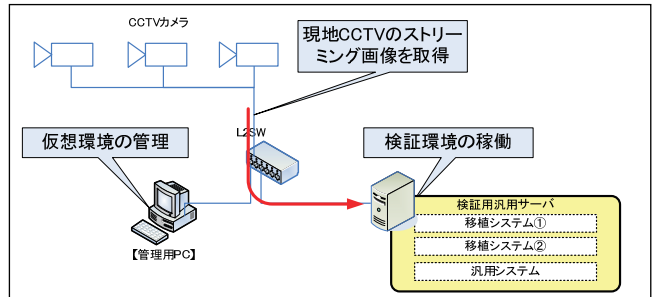 CCTVカメラ
現地CCTVのストリー
ミング画像を取得
仮想環境の管理
L2SW
検証環境の稼働
検証用汎用サーバ
移植システム①
移植システム②
汎用システム
【管理用PC】